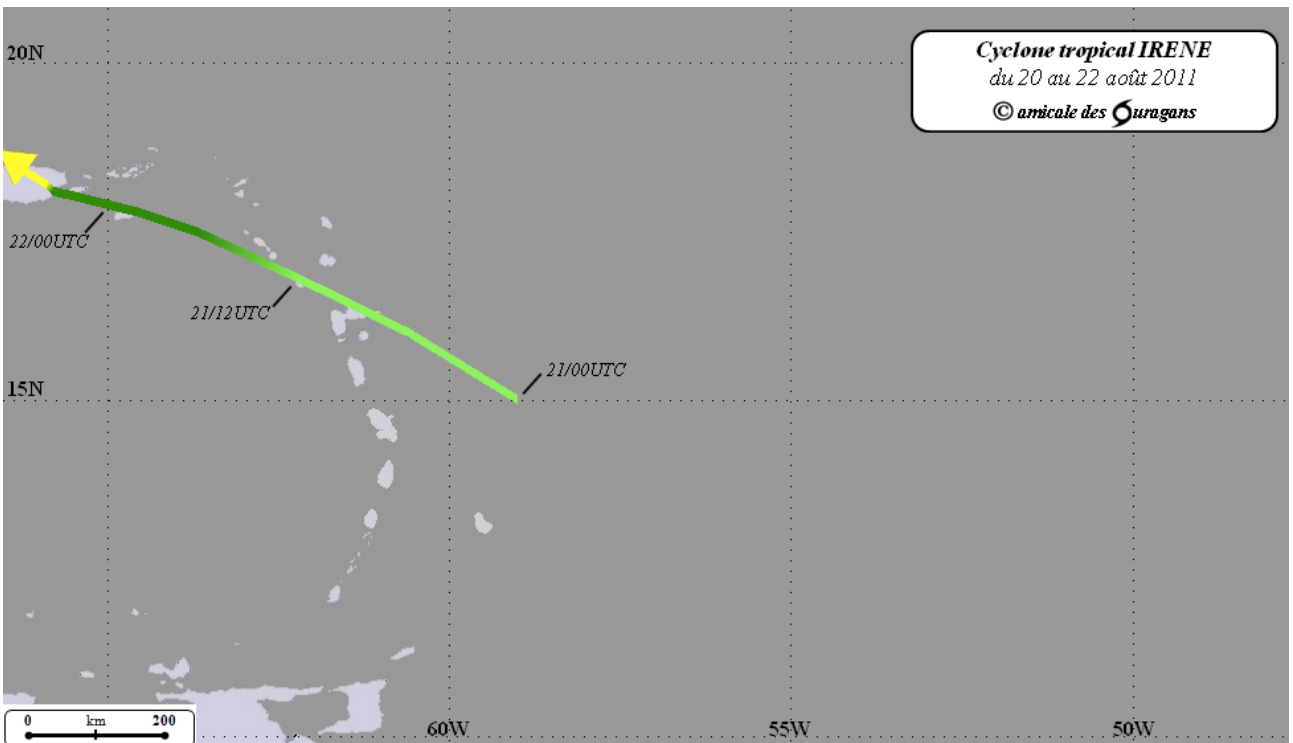 20N
Cyclone tropical IRENE
du 20 au 22 août 2011
© amicale des Ouragans
22/00UTC
21/12UTC
21/00UTC
15N
0 km 200
60W
55W
50W